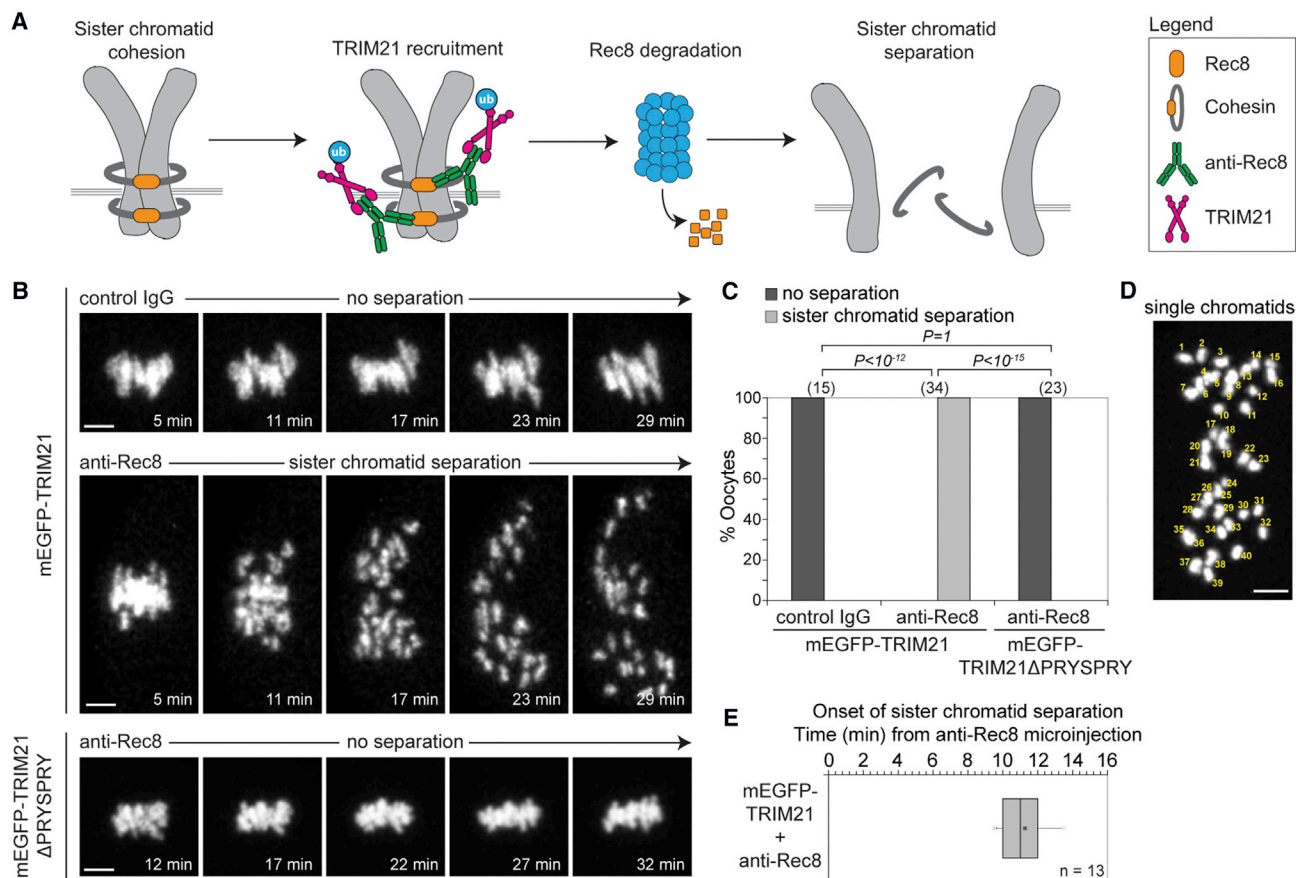 A
Sister chromatid
cohesion
TRIM21 recruitment
Rec8 degradation
Sister chromatid
separation
ub
ub
Legend
Rec8
Cohesin
anti-Rec8
TRIM21
B
mEGFP-TRIM21
control IgG
no separation
5 min
11 min
17 min
23 min
29 min
anti-Rec8
sister chromatid separation
5 min
11 min
17 min
23 min
29 min
mEGFP-TRIM21
ΔPRYSPRY
anti-Rec8
no separation
12 min
17 min
22 min
27 min
32 min
C
no separation
sister chromatid separation
P=1
P<10⁻¹²
P<10⁻¹⁵
(15)
(34)
(23)
% Oocytes
100
80
60
40
20
0
control IgG
anti-Rec8
anti-Rec8
mEGFP-TRIM21
mEGFP-
TRIM21ΔPRYSPRY
D
single chromatids
1
2
3
4
5
6
7
8
9
10
11
12
13
14
15
16
17
18
19
20
21
22
23
24
25
26
27
28
29
30
31
32
33
34
35
36
37
38
39
40
E
Onset of sister chromatid separation
Time (min) from anti-Rec8 microinjection
0 2 4 6 8 10 12 14 16
mEGFP-
TRIM21
+
anti-Rec8
n = 13